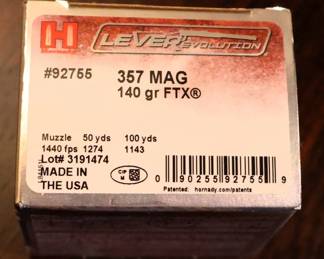 H LEVERevolution
#92755 357 MAG
140 gr FTX®
Muzzle 50 yds 100 yds
1440 fps 1274 1143
Lot# 3191474
MADE IN
THE USA
CIP
M
0 90255 92755 9
Patented: hornady.com/patents